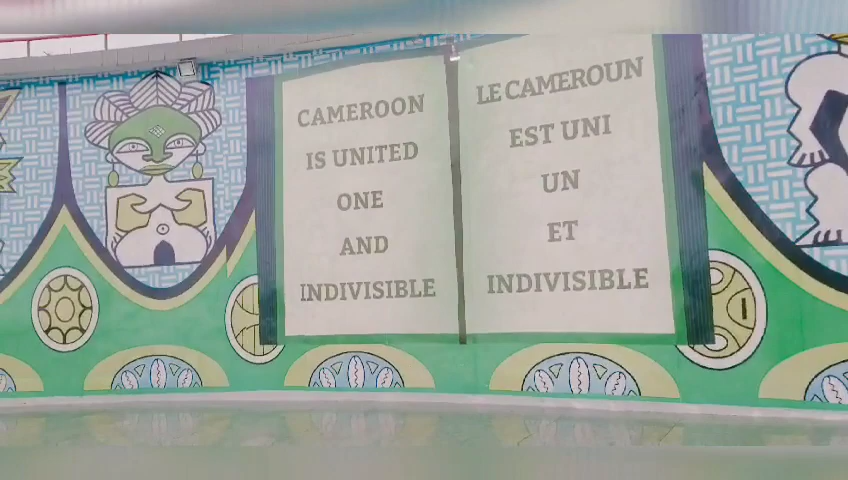 CAMEROON
IS UNITED
ONE
AND
INDIVISIBLE
LE CAMEROUN
EST UNI
UN
ET
INDIVISIBLE